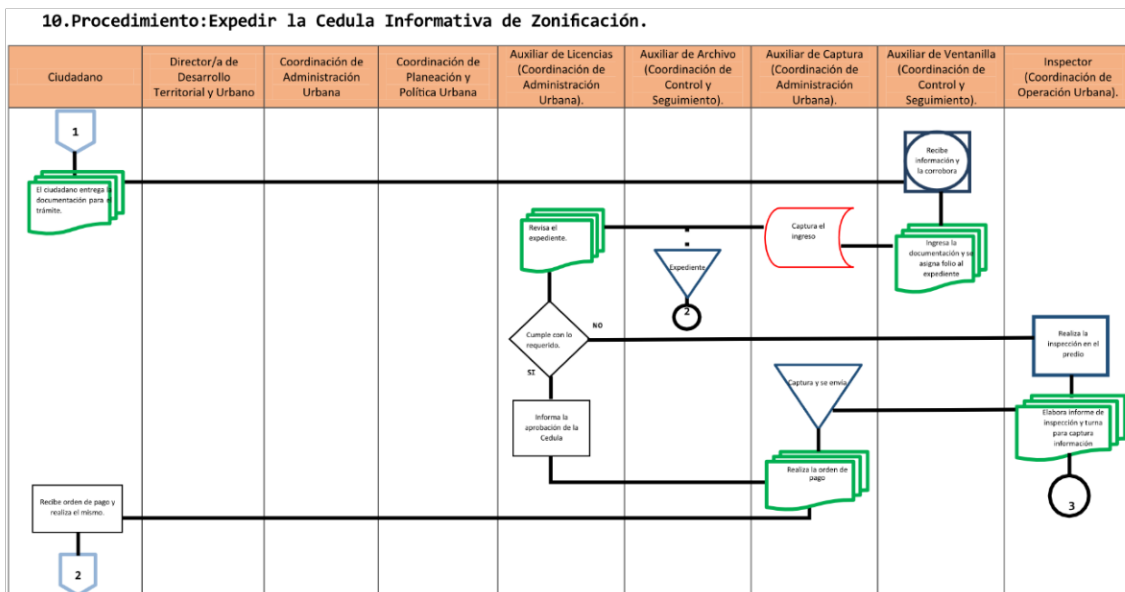 10.Procedimiento:Expedir la Cedula Informativa de Zonificación.
Ciudadano
Director/a de
Desarrollo
Territorial y Urbano
Coordinación de
Administración
Urbana
Coordinación de
Planeación y
Política Urbana
Auxiliar de Licencias
(Coordinación de
Administración
Urbana).
Auxiliar de Archivo
(Coordinación de
Control y
Seguimiento).
Auxiliar de Captura
(Coordinación de
Administración
Urbana).
Auxiliar de Ventanilla
(Coordinación de
Control y
Seguimiento).
Inspector
(Coordinación de
Operación Urbana).
1
El ciudadano entrega la
documentación para el
trámite.
Recibe
información y
la corrobora
Revisa el
expediente.
Captura el
ingreso
Ingresa la
documentación y se
asigna folio al
expediente
Expediente
2
Cumple con lo
requerido.
NO
SI
Realiza la
inspección en el
predio
Captura y se envía
Informa la
aprobación de la
Cedula
Elabora informe de
inspección y turna
para captura
información
Realiza la orden de
pago
3
Recibe orden de pago y
realiza el mismo.
2